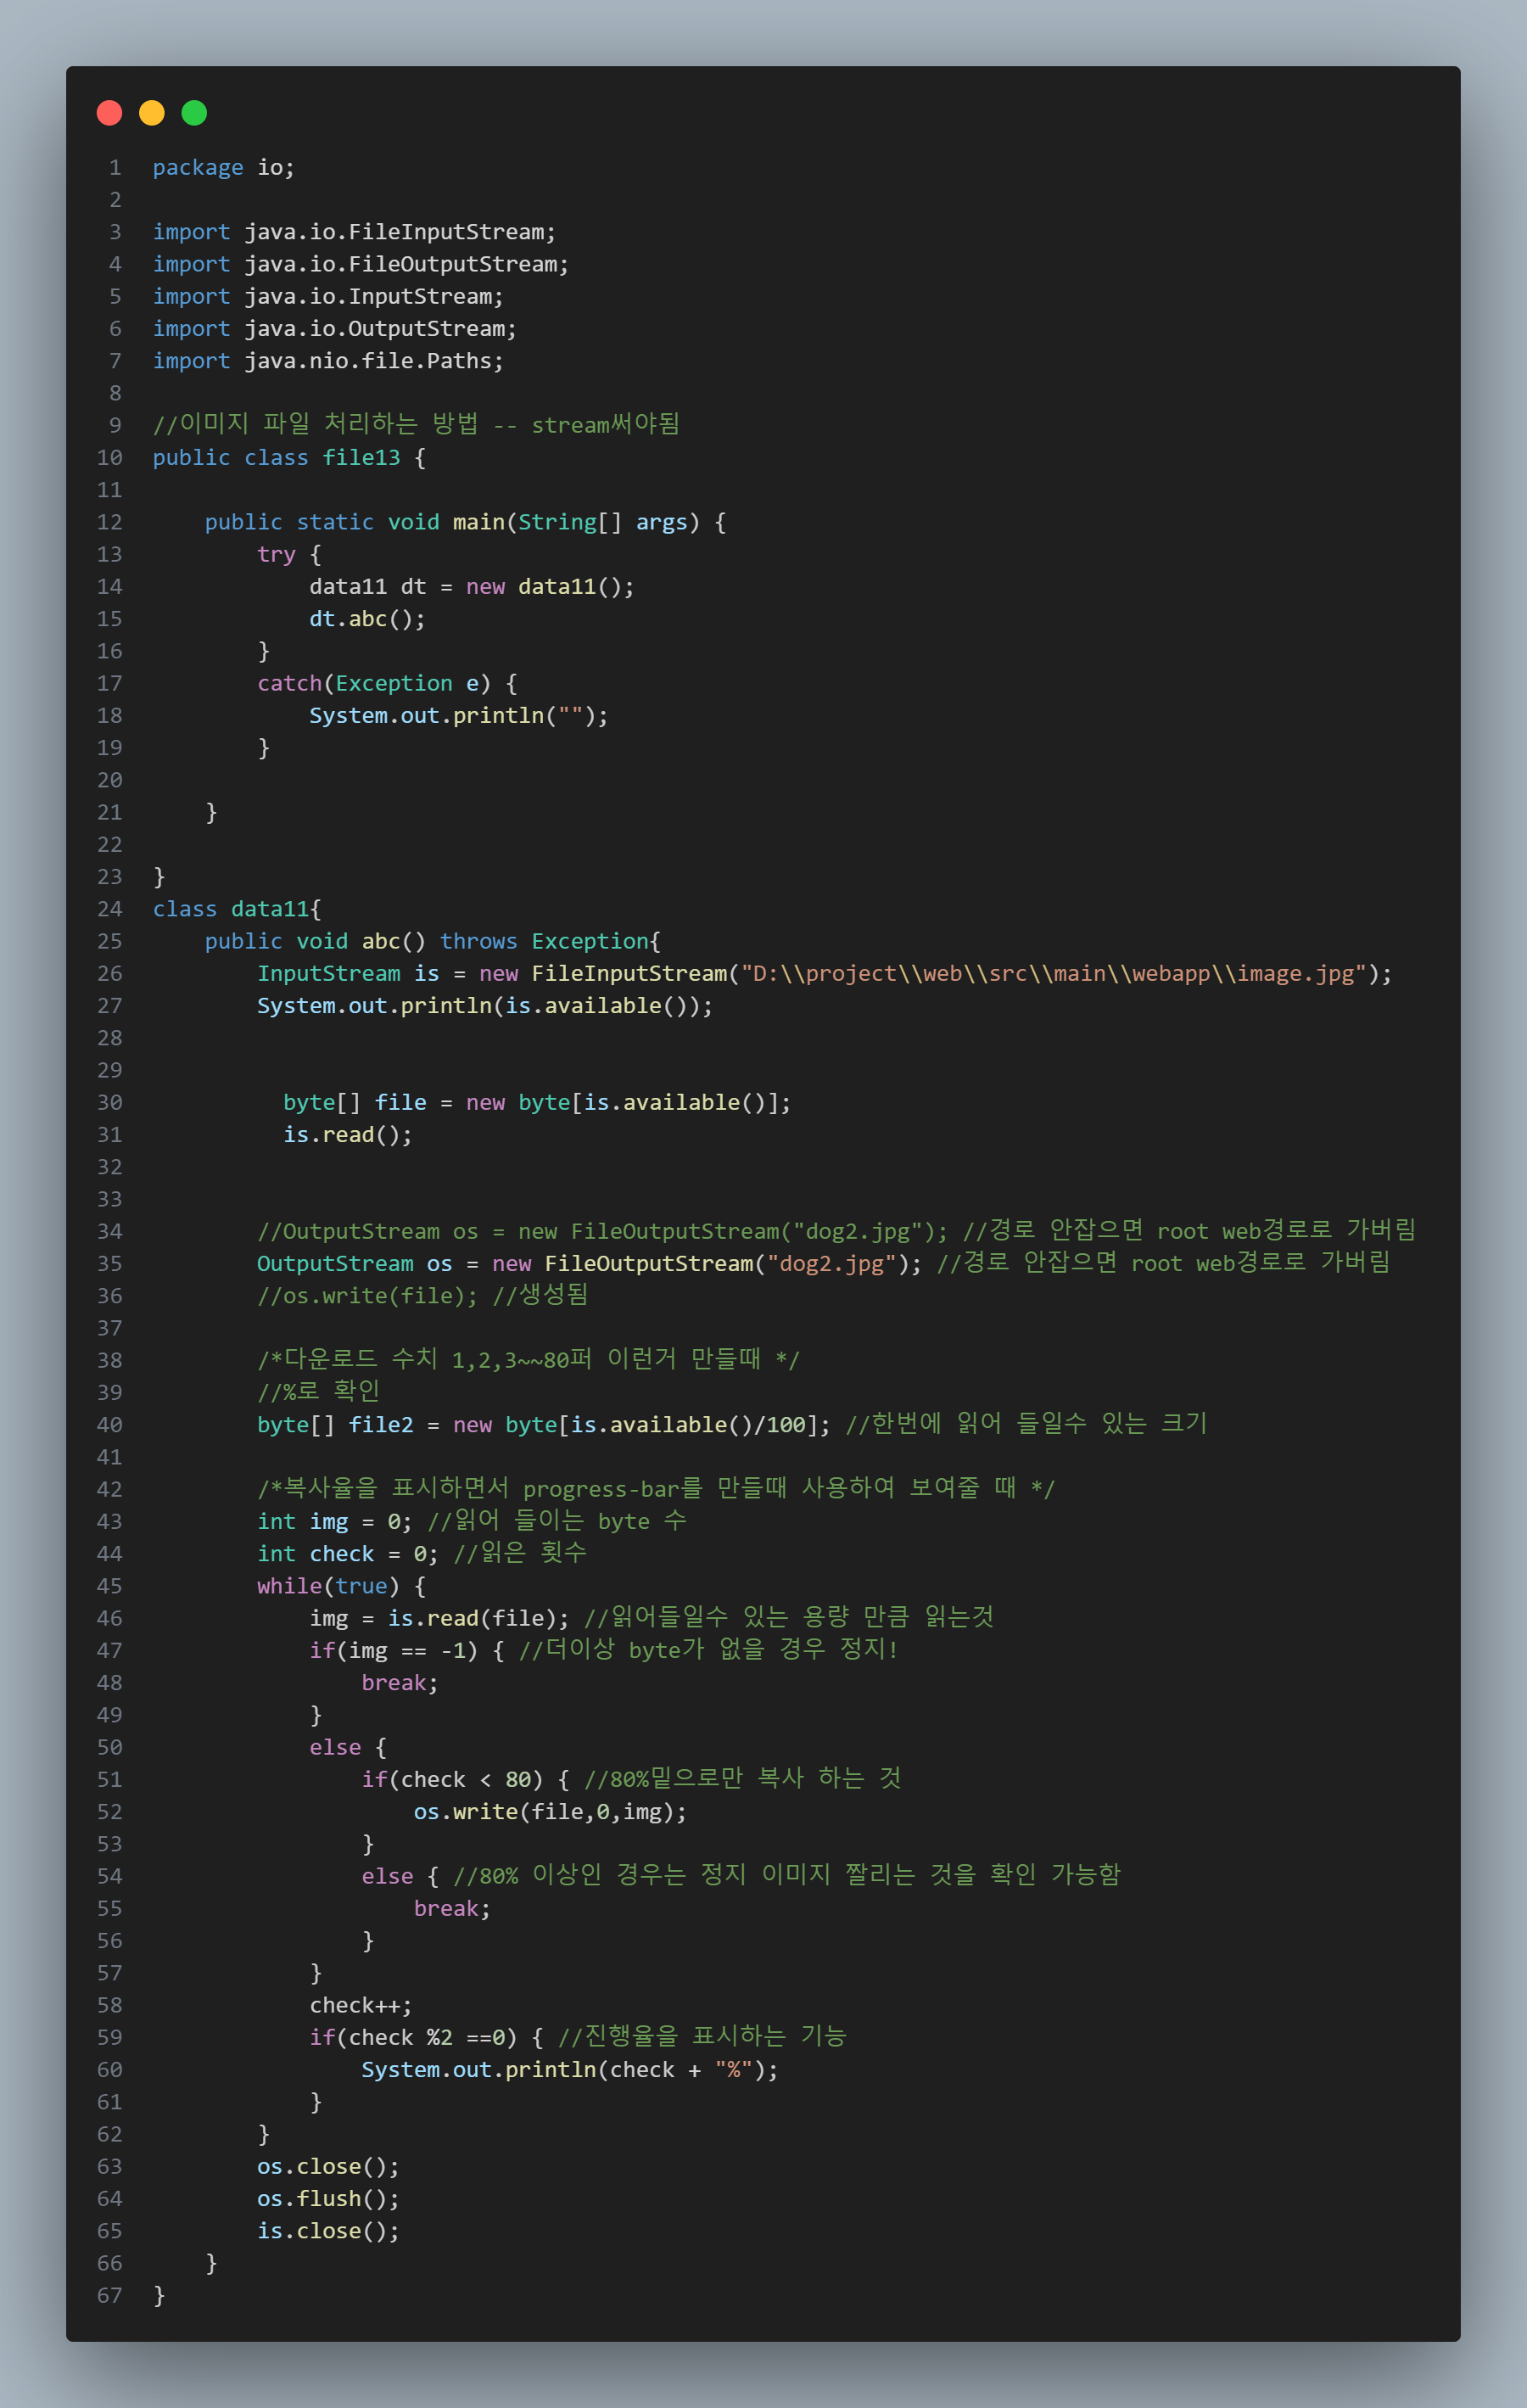 1 package io;
2
3 import java.io.FileInputStream;
4 import java.io.FileOutputStream;
5 import java.io.InputStream;
6 import java.io.OutputStream;
7 import java.nio.file.Paths;
8
9 //이미지 파일 처리하는 방법 -- stream써야됨
10 public class file13 {
11
12     public static void main(String[] args) {
13         try {
14             data11 dt = new data11();
15             dt.abc();
16         }
17         catch(Exception e) {
18             System.out.println("");
19         }
20
21     }
22
23 }
24 class data11{
25     public void abc() throws Exception{
26         InputStream is = new FileInputStream("D:\\project\\web\\src\\main\\webapp\\image.jpg");
27         System.out.println(is.available());
28
29
30           byte[] file = new byte[is.available()];
31           is.read();
32
33
34         //OutputStream os = new FileOutputStream("dog2.jpg"); //경로 안잡으면 root web경로로 가버림
35         OutputStream os = new FileOutputStream("dog2.jpg"); //경로 안잡으면 root web경로로 가버림
36         //os.write(file); //생성됨
37
38         /*다운로드 수치 1,2,3~~80퍼 이런거 만들때 */
39         //%로 확인
40         byte[] file2 = new byte[is.available()/100]; //한번에 읽어 들일수 있는 크기
41
42         /*복사율을 표시하면서 progress-bar를 만들때 사용하여 보여줄 때 */
43         int img = 0; //읽어 들이는 byte 수
44         int check = 0; //읽은 횟수
45         while(true) {
46             img = is.read(file); //읽어들일수 있는 용량 만큼 읽는것
47             if(img == -1) { //더이상 byte가 없을 경우 정지!
48                 break;
49             }
50             else {
51                 if(check < 80) { //80%밑으로만 복사 하는 것
52                     os.write(file,0,img);
53                 }
54                 else { //80% 이상인 경우는 정지 이미지 짤리는 것을 확인 가능함
55                     break;
56                 }
57             }
58             check++;
59             if(check %2 ==0) { //진행율을 표시하는 기능
60                 System.out.println(check + "%");
61             }
62         }
63         os.close();
64         os.flush();
65         is.close();
66     }
67 }